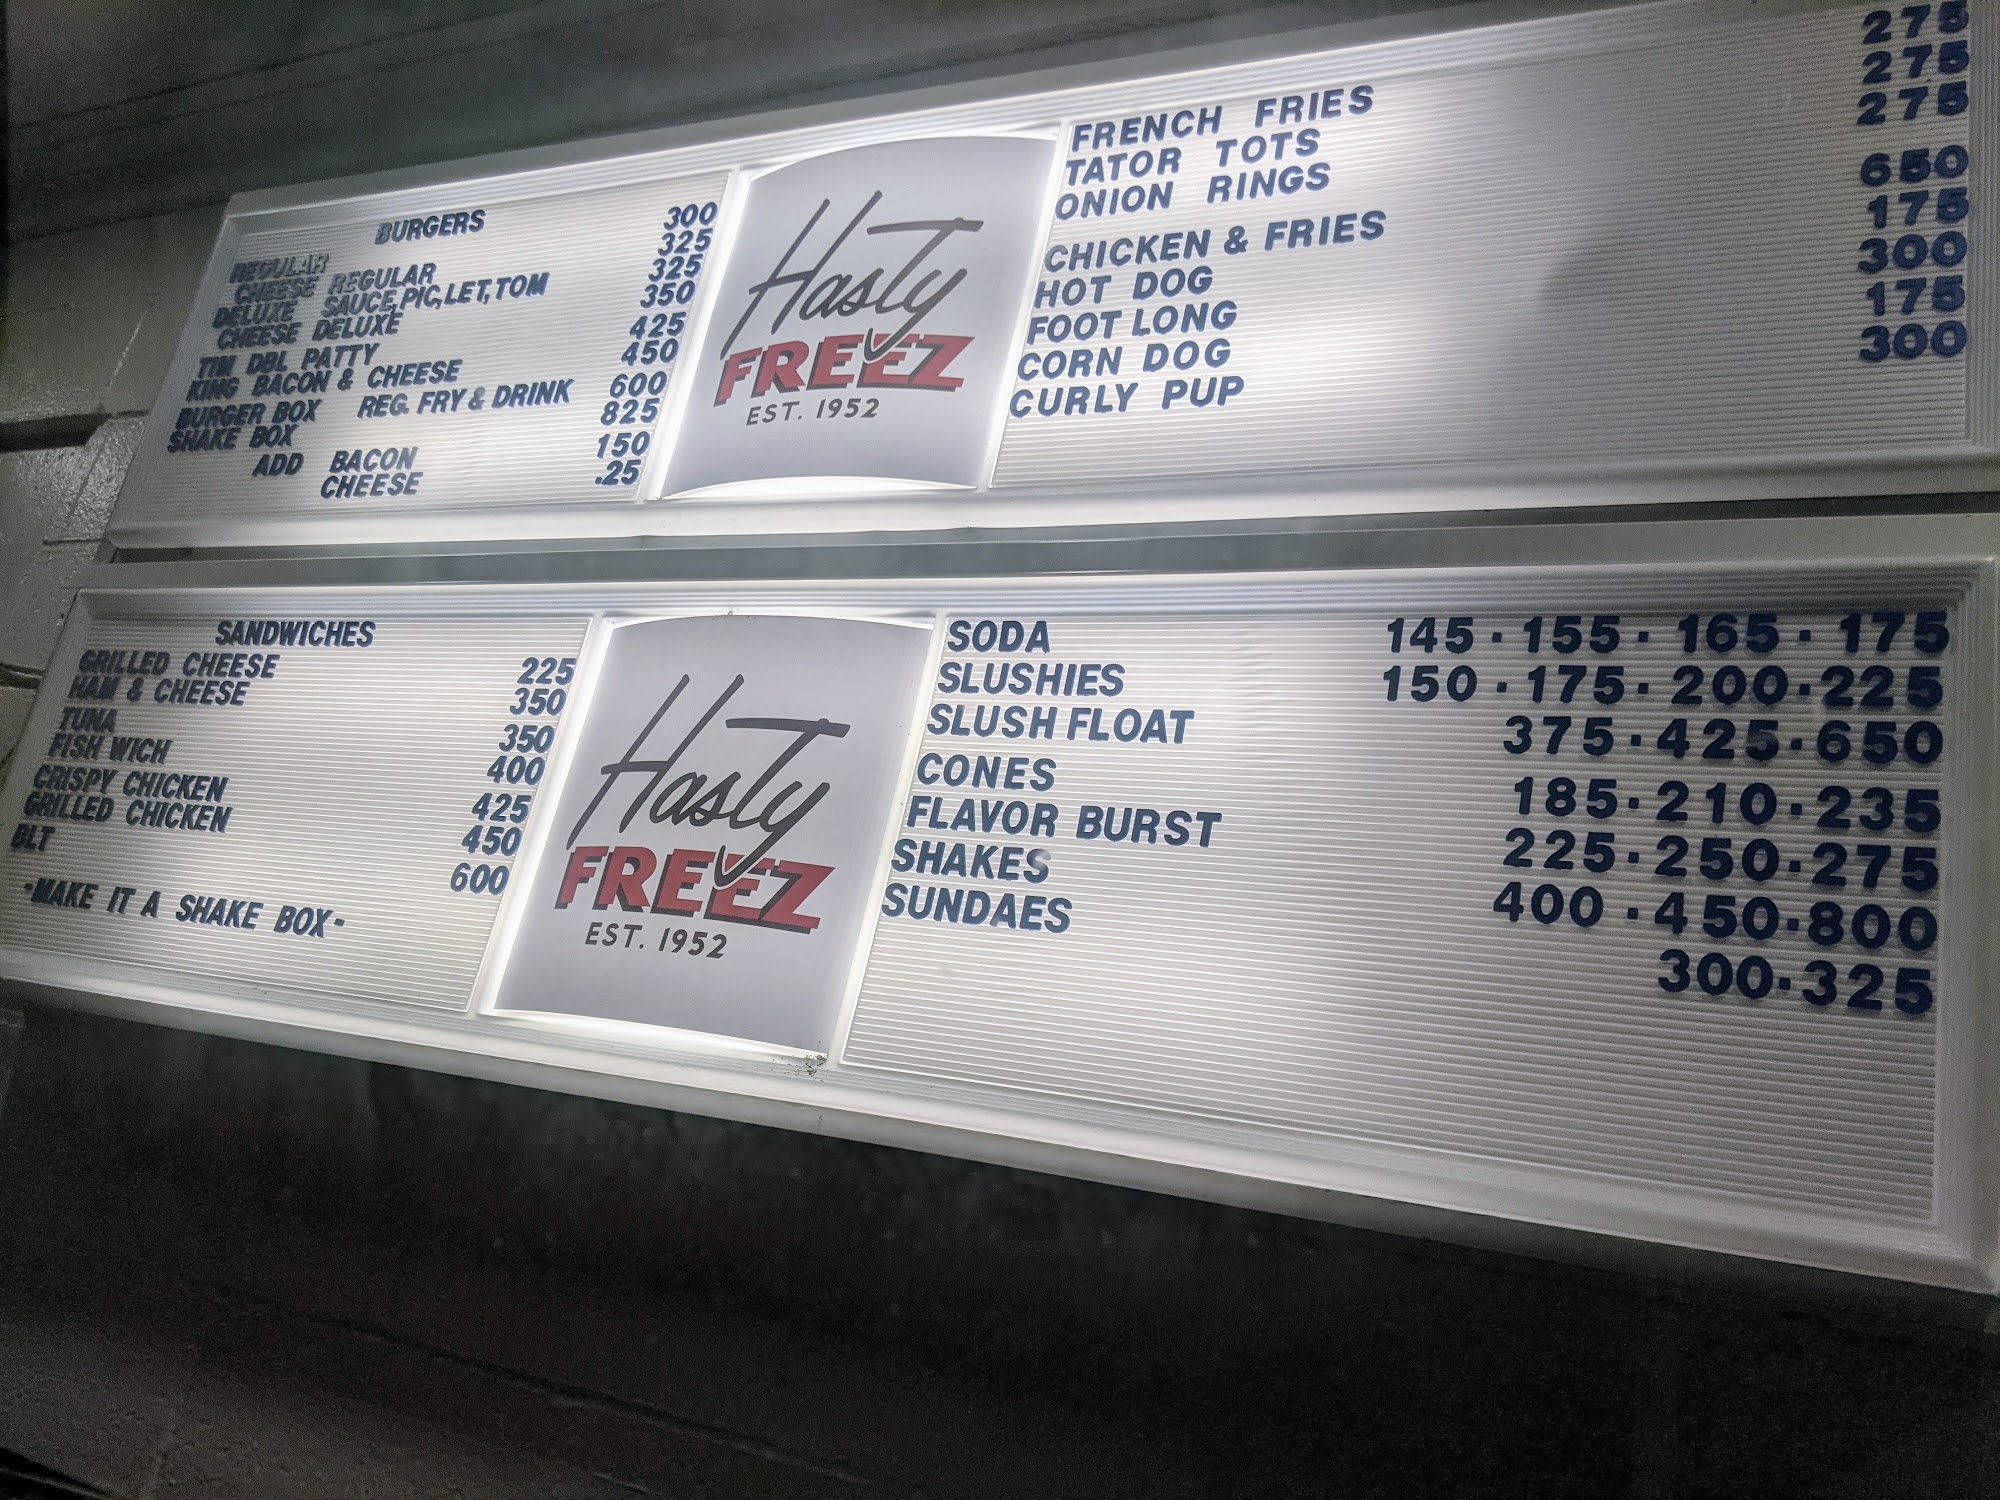 BURGERS
REGULAR 300
CHEESE REGULAR 325
DELUXE SAUCE,PIC,LET,TOM 325
CHEESE DELUXE 350
TIM DBL PATTY 425
KING BACON & CHEESE 450
BURGER BOX REG. FRY & DRINK 600
SHAKE BOX 825
ADD BACON 150
CHEESE .25
Hasty
FREEZ
EST. 1952
FRENCH FRIES 275
TATOR TOTS 275
ONION RINGS 275
CHICKEN & FRIES 650
HOT DOG 175
FOOT LONG 300
CORN DOG 175
CURLY PUP 300
SANDWICHES
GRILLED CHEESE 225
HAM & CHEESE 350
TUNA 350
FISH WICH 400
CRISPY CHICKEN 425
GRILLED CHICKEN 450
BLT 600
-MAKE IT A SHAKE BOX-
Hasty
FREEZ
EST. 1952
SODA 145 · 155 · 165 · 175
SLUSHIES 150 · 175 · 200 · 225
SLUSH FLOAT 375 · 425 · 650
CONES 185 · 210 · 235
FLAVOR BURST 225 · 250 · 275
SHAKES 400 · 450 · 800
SUNDAES 300 · 325